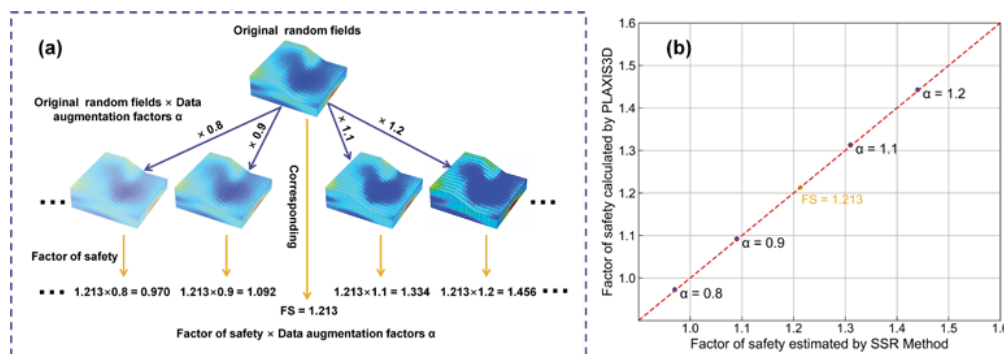 (a)
Original random fields
Original random fields × Data
augmentation factors α
× 0.8
× 0.9
× 1.1
× 1.2
Corresponding
Factor of safety
1.213×0.8 = 0.970
1.213×0.9 = 1.092
1.213×1.1 = 1.334
1.213×1.2 = 1.456
FS = 1.213
Factor of safety × Data augmentation factors α
(b)
Factor of safety calculated by PLAXIS3D
1.6
1.5
1.4
1.3
1.2
1.1
1.0
α = 1.2
α = 1.1
FS = 1.213
α = 0.9
α = 0.8
1.0
1.1
1.2
1.3
1.4
1.5
1.6
Factor of safety estimated by SSR Method